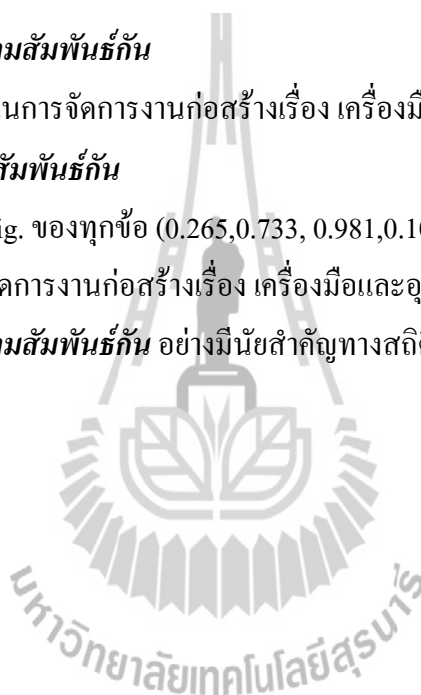 ามสัมพันธ์กัน
นการจัดการงานก่อสร้างเรื่อง เครื่องมื
สัมพันธ์กัน
ig. ของทุกข้อ (0.265,0.733, 0.981,0.10
ดการงานก่อสร้างเรื่อง เครื่องมือและอุ
ามสัมพันธ์กัน อย่างมีนัยสำคัญทางสถิติ
มหาวิทยาลัยเทคโนโลยีสุรนารี